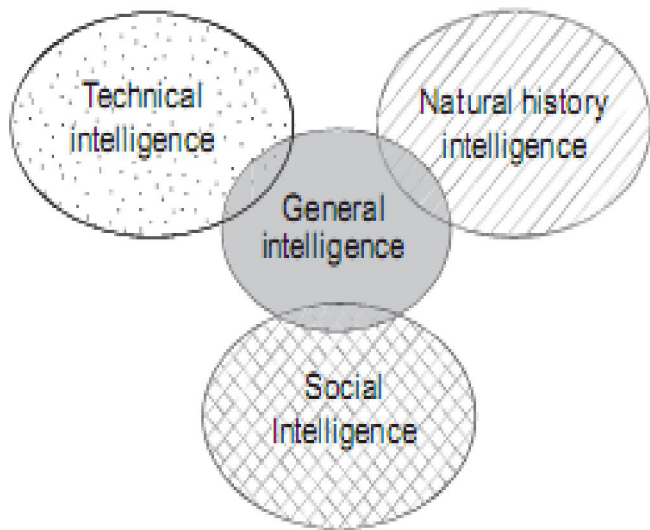 Technical
intelligence
Natural history
intelligence
General
intelligence
Social
Intelligence